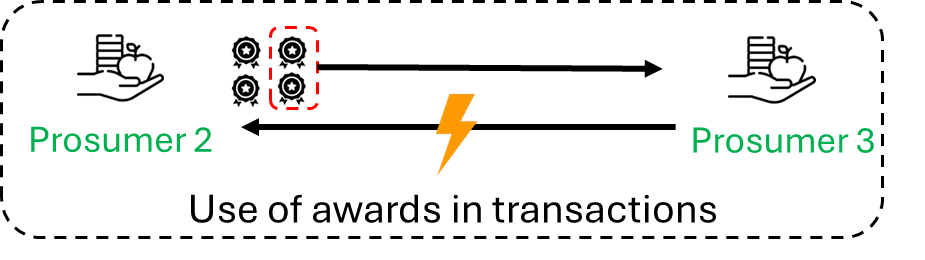 Prosumer 2
Prosumer 3
Use of awards in transactions